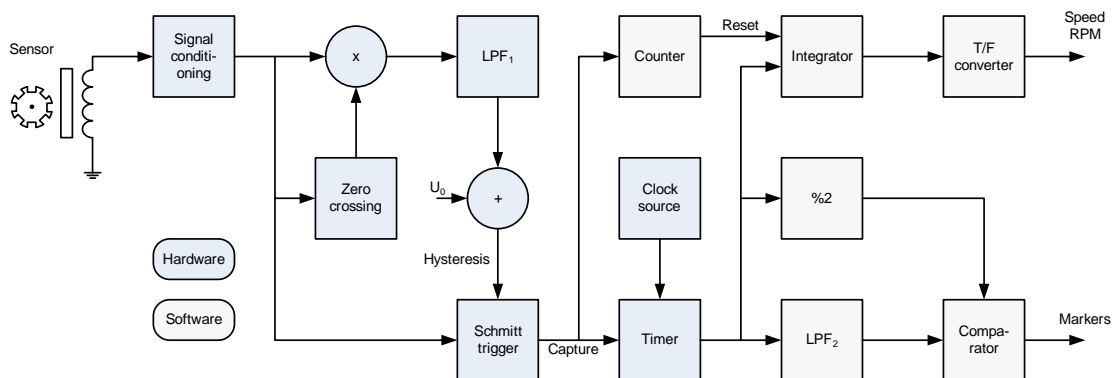 Sensor
Signal
conditi-
oning
x
LPF₁
Counter
Reset
Integrator
T/F
converter
Speed
RPM
Zero
crossing
U₀
+
Clock
source
%2
Hardware
Software
Hysteresis
Schmitt
trigger
Capture
Timer
LPF₂
Compa-
rator
Markers